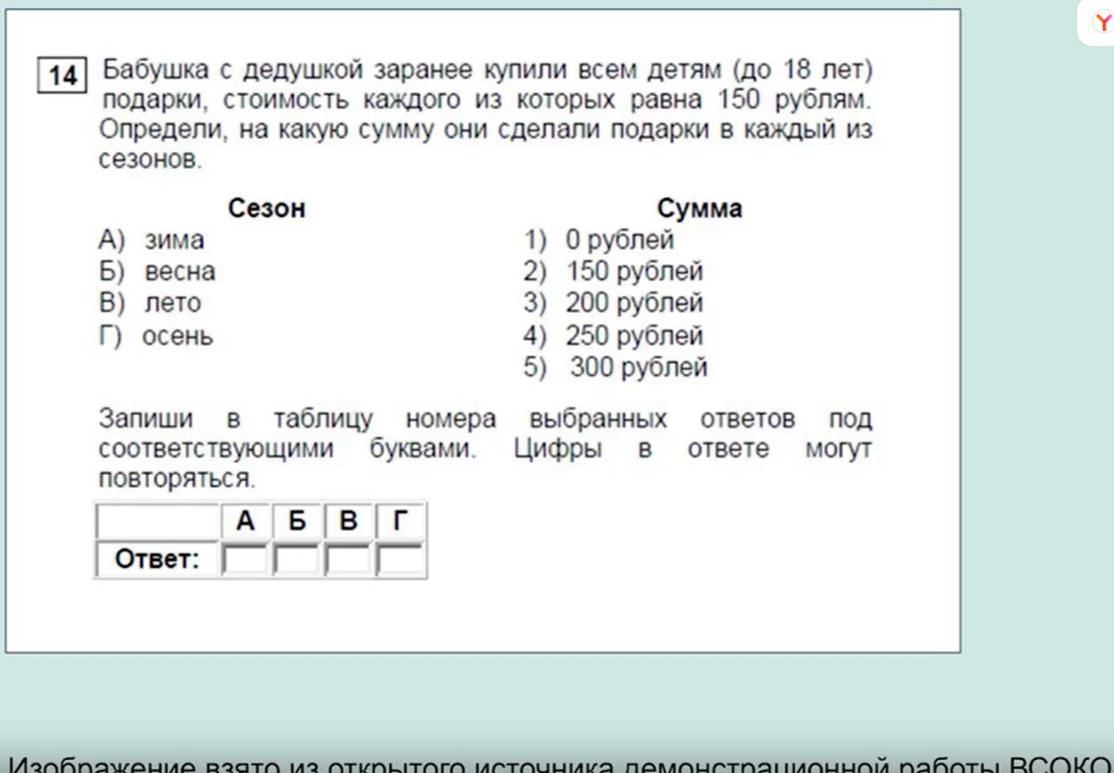 Y
14 Бабушка с дедушкой заранее купили всем детям (до 18 лет)
подарки, стоимость каждого из которых равна 150 рублям.
Определи, на какую сумму они сделали подарки в каждый из
сезонов.
Сезон Сумма
А) зима 1) 0 рублей
Б) весна 2) 150 рублей
В) лето 3) 200 рублей
Г) осень 4) 250 рублей
5) 300 рублей
Запиши в таблицу номера выбранных ответов под
соответствующими буквами. Цифры в ответе могут
повторяться.
А Б В Г
Ответ:
Изображение взято из открытого источника демонстрационной работы ВСОКО